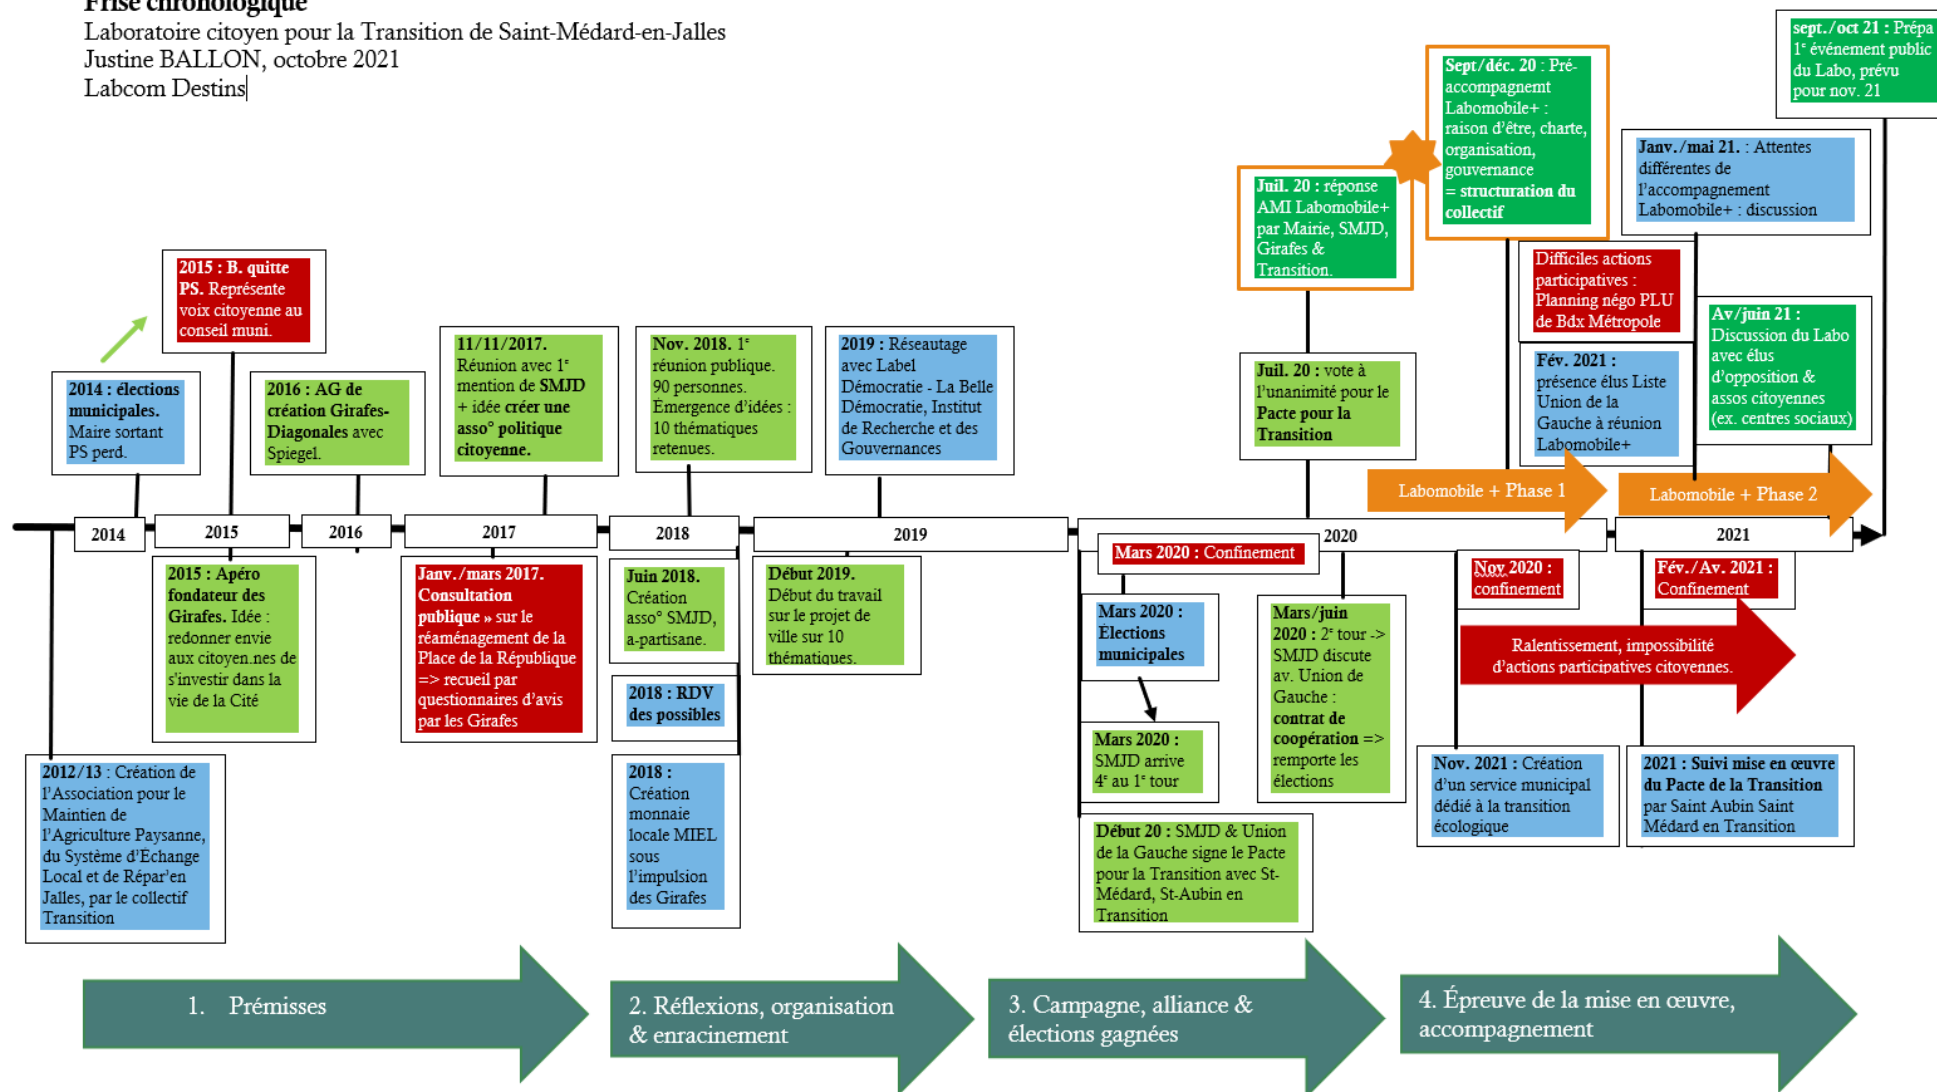 Frise chronologique
Laboratoire citoyen pour la Transition de Saint-Médard-en-Jalles
Justine BALLON, octobre 2021
Labcom Destins
sept./oct 21 : Prépa
1e événement public
du Labo, prévu
pour nov. 21
Sept/déc. 20 : Pré-
accompagnemt
Labomobile+ :
raison d'être, charte,
organisation,
gouvernance
= structuration du
collectif
Janv./mai 21. : Attentes
différentes de
l'accompagnement
Labomobile+ : discussion
Juil. 20 : réponse
AMI Labomobile+
par Mairie, SMJD,
Girafes &
Transition.
2015 : B. quitte
PS. Représente
voix citoyenne au
conseil muni.
Difficiles actions
participatives :
Planning négo PLU
de Bdx Métropole
Av/juin 21 :
Discussion du Labo
avec élus
d'opposition &
assos citoyennes
(ex. centres sociaux)
2014 : élections
municipales.
Maire sortant
PS perd.
2016 : AG de
création Girafes-
Diagonales avec
Spiegel.
11/11/2017.
Réunion avec 1e
mention de SMJD
+ idée créer une
asso° politique
citoyenne.
Nov. 2018. 1e
réunion publique.
90 personnes.
Émergence d'idées :
10 thématiques
retenues.
2019 : Réseautage
avec Label
Démocratie - La Belle
Démocratie, Institut
de Recherche et des
Gouvernances
Juil. 20 : vote à
l'unanimité pour le
Pacte pour la
Transition
Fév. 2021 :
présence élus Liste
Union de la
Gauche à réunion
Labomobile+
Labomobile + Phase 1
Labomobile + Phase 2
2014
2015
2016
2017
2018
2019
2020
2021
2015 : Apéro
fondateur des
Girafes. Idée :
redonner envie
aux citoyen.nes de
s'investir dans la
vie de la Cité
Janv./mars 2017.
Consultation
publique » sur le
réaménagement de la
Place de la République
=> recueil par
questionnaires d'avis
par les Girafes
Juin 2018.
Création
asso° SMJD,
a-partisane.
Début 2019.
Début du travail
sur le projet de
ville sur 10
thématiques.
Mars 2020 : Confinement
Mars 2020 :
Élections
municipales
Mars/juin
2020 : 2e tour ->
SMJD discute
av. Union de
Gauche :
contrat de
coopération =>
remporte les
élections
Nov 2020 :
confinement
Fév./Av. 2021 :
Confinement
Ralentissement, impossibilité
d'actions participatives citoyennes.
2018 : RDV
des possibles
Mars 2020 :
SMJD arrive
4e au 1e tour
2012/13 : Création de
l'Association pour le
Maintien de
l'Agriculture Paysanne,
du Système d'Échange
Local et de Répar'en
Jalles, par le collectif
Transition
2018 :
Création
monnaie
locale MIEL
sous
l'impulsion
des Girafes
Début 20 : SMJD & Union
de la Gauche signe le Pacte
pour la Transition avec St-
Médard, St-Aubin en
Transition
Nov. 2021 : Création
d'un service municipal
dédié à la transition
écologique
2021 : Suivi mise en œuvre
du Pacte de la Transition
par Saint Aubin Saint
Médard en Transition
1. Prémisses
2. Réflexions, organisation
& enracinement
3. Campagne, alliance &
élections gagnées
4. Épreuve de la mise en œuvre,
accompagnement